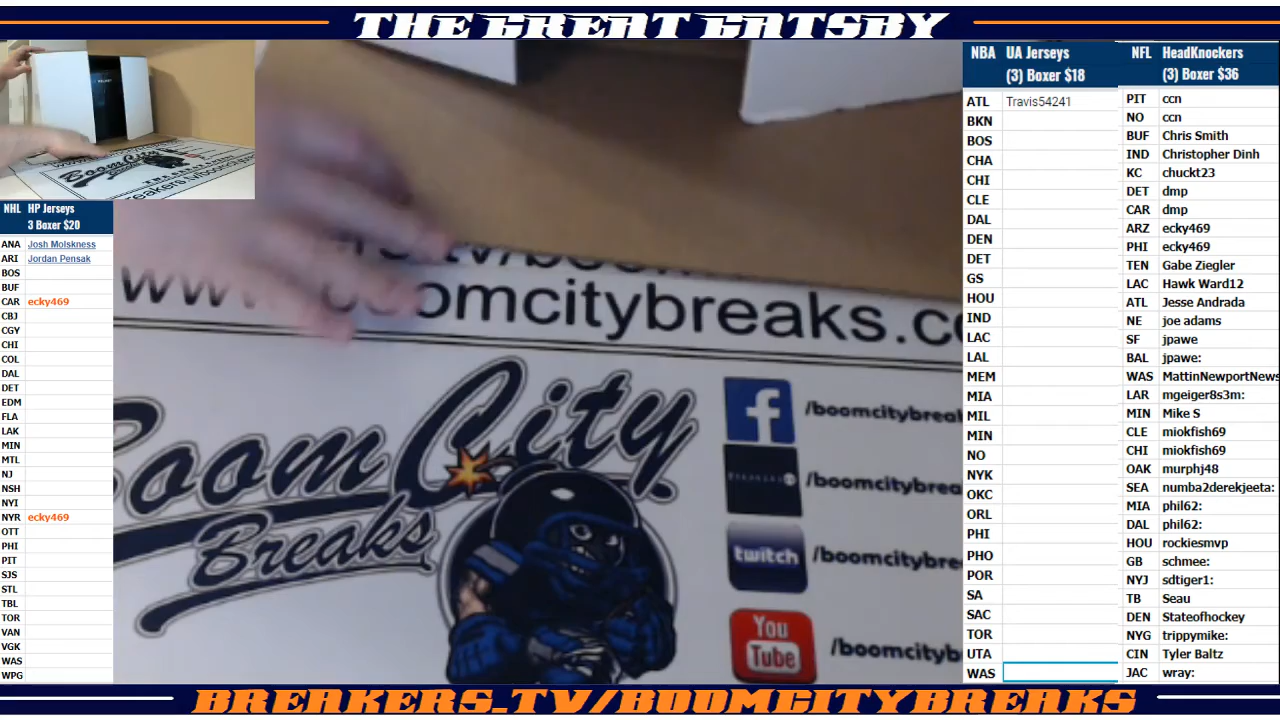 THE GREAT GATSBY
NHL HP Jerseys
3 Boxer $20
ANA Josh Molskness
ARI Jordan Pensak
BOS
BUF
CAR ecky469
CBJ
CGY
CHI
COL
DAL
DET
EDM
FLA
LAK
MIN
MTL
NJ
NSH
NYI
NYR ecky469
OTT
PHI
PIT
SJS
STL
TBL
TOR
VAN
VGK
WAS
WPG
www.boomcitybreaks.co
Boom City
Breaks
/boomcitybreak
/boomcitybrea
twitch /boomcitybre
You
Tube /boomcityb
NBA UA Jerseys
(3) Boxer $18
ATL Travis54241
BKN
BOS
CHA
CHI
CLE
DAL
DEN
DET
GS
HOU
IND
LAC
LAL
MEM
MIA
MIL
MIN
NO
NYK
OKC
ORL
PHI
PHO
POR
SA
SAC
TOR
UTA
WAS
NFL HeadKnockers
(3) Boxer $36
PIT ccn
NO ccn
BUF Chris Smith
IND Christopher Dinh
KC chuckt23
DET dmp
CAR dmp
ARZ ecky469
PHI ecky469
TEN Gabe Ziegler
LAC Hawk Ward12
ATL Jesse Andrada
NE joe adams
SF jpawe
BAL jpawe:
WAS MattinNewportNews
LAR mgeiger8s3m:
MIN Mike S
CLE miokfish69
CHI miokfish69
OAK murphj48
SEA numba2derekjeeta:
MIA phil62:
DAL phil62:
HOU rockiesmvp
GB schmee:
NYJ sdtiger1:
TB Seau
DEN Stateofhockey
NYG trippymike:
CIN Tyler Baltz
JAC wray:
BREAKERS.TV/BOOMCITYBREAKS